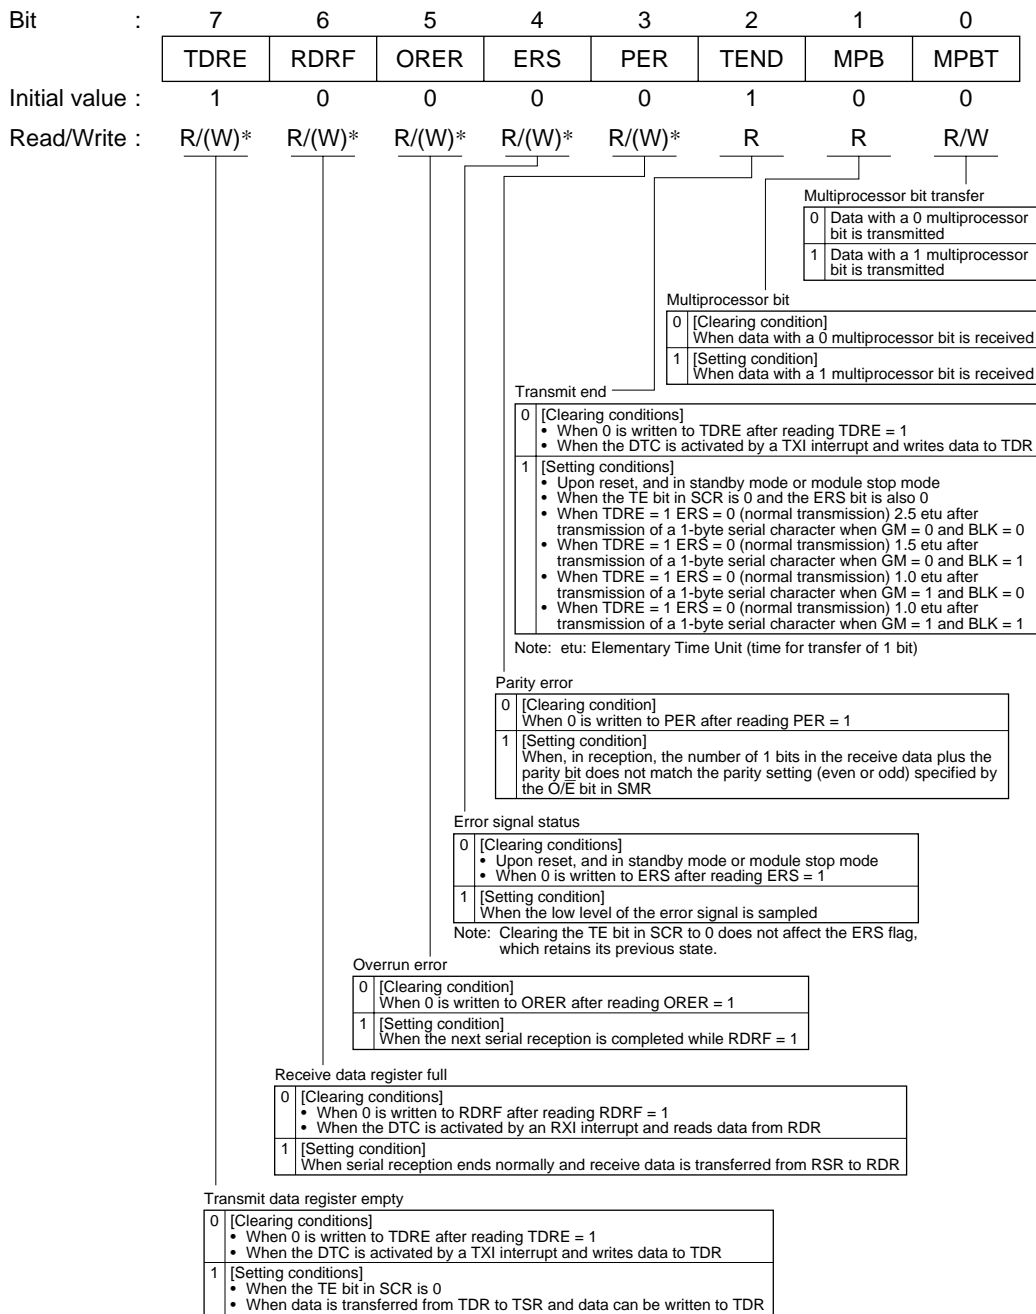 Bit : 7 6 5 4 3 2 1 0
TDRE RDRF ORER ERS PER TEND MPB MPBT
Initial value : 1 0 0 0 0 1 0 0
Read/Write : R/(W)* R/(W)* R/(W)* R/(W)* R/(W)* R R R/W
Multiprocessor bit transfer
0 Data with a 0 multiprocessor
bit is transmitted
1 Data with a 1 multiprocessor
bit is transmitted
Multiprocessor bit
0 [Clearing condition]
When data with a 0 multiprocessor bit is received
1 [Setting condition]
When data with a 1 multiprocessor bit is received
Transmit end
0 [Clearing conditions]
• When 0 is written to TDRE after reading TDRE = 1
• When the DTC is activated by a TXI interrupt and writes data to TDR
1 [Setting conditions]
• Upon reset, and in standby mode or module stop mode
• When the TE bit in SCR is 0 and the ERS bit is also 0
• When TDRE = 1 ERS = 0 (normal transmission) 2.5 etu after
transmission of a 1-byte serial character when GM = 0 and BLK = 0
• When TDRE = 1 ERS = 0 (normal transmission) 1.5 etu after
transmission of a 1-byte serial character when GM = 0 and BLK = 1
• When TDRE = 1 ERS = 0 (normal transmission) 1.0 etu after
transmission of a 1-byte serial character when GM = 1 and BLK = 0
• When TDRE = 1 ERS = 0 (normal transmission) 1.0 etu after
transmission of a 1-byte serial character when GM = 1 and BLK = 1
Note: etu: Elementary Time Unit (time for transfer of 1 bit)
Parity error
0 [Clearing condition]
When 0 is written to PER after reading PER = 1
1 [Setting condition]
When, in reception, the number of 1 bits in the receive data plus the
parity bit does not match the parity setting (even or odd) specified by
the O/E̅ bit in SMR
Error signal status
0 [Clearing conditions]
• Upon reset, and in standby mode or module stop mode
• When 0 is written to ERS after reading ERS = 1
1 [Setting condition]
When the low level of the error signal is sampled
Note: Clearing the TE bit in SCR to 0 does not affect the ERS flag,
which retains its previous state.
Overrun error
0 [Clearing condition]
When 0 is written to ORER after reading ORER = 1
1 [Setting condition]
When the next serial reception is completed while RDRF = 1
Receive data register full
0 [Clearing conditions]
• When 0 is written to RDRF after reading RDRF = 1
• When the DTC is activated by an RXI interrupt and reads data from RDR
1 [Setting condition]
When serial reception ends normally and receive data is transferred from RSR to RDR
Transmit data register empty
0 [Clearing conditions]
• When 0 is written to TDRE after reading TDRE = 1
• When the DTC is activated by a TXI interrupt and writes data to TDR
1 [Setting conditions]
• When the TE bit in SCR is 0
• When data is transferred from TDR to TSR and data can be written to TDR